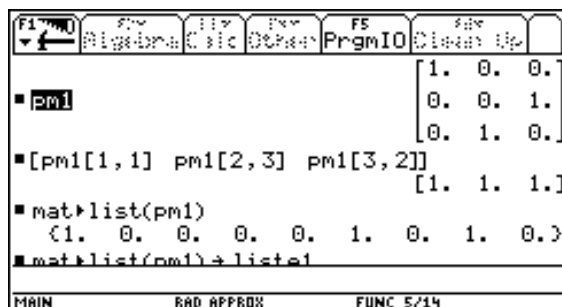 F1 Algebra Calc Other F5 PrgmIO Clean Up
[1. 0. 0.]
▪ pm1 [0. 0. 1.]
[0. 1. 0.]
▪ [pm1[1,1] pm1[2,3] pm1[3,2]]
[1. 1. 1.]
▪ mat▸list(pm1)
{1. 0. 0. 0. 0. 1. 0. 1. 0.}
▪ mat▸list(pm1)→liste1
MAIN RAD APPROX FUNC 5/14